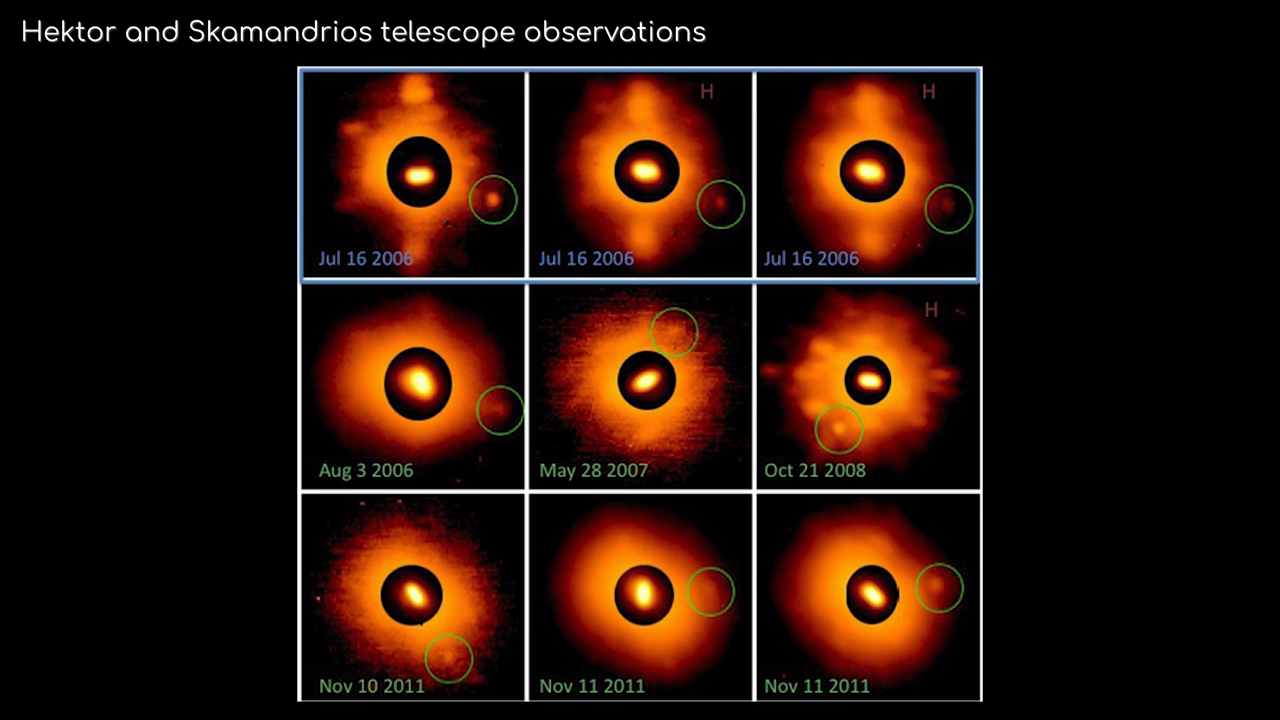 Hektor and Skamandrios telescope observations
H
H
Jul 16 2006
Jul 16 2006
Jul 16 2006
H
Aug 3 2006
May 28 2007
Oct 21 2008
Nov 10 2011
Nov 11 2011
Nov 11 2011